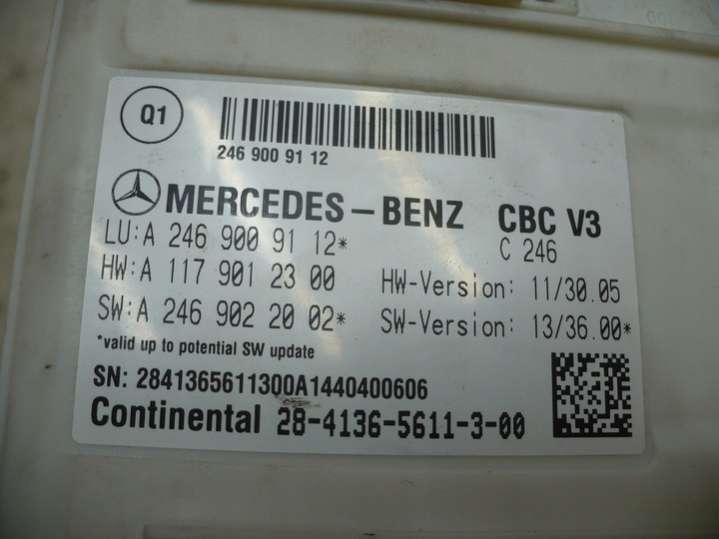 Q1
246 900 91 12
MERCEDES-BENZ CBC V3
LU:A 246 900 91 12* C 246
HW:A 117 901 23 00 HW-Version: 11/30.05
SW:A 246 902 20 02* SW-Version: 13/36.00*
*valid up to potential SW update
SN: 2841365611300A1440400606
Continental 28-4136-5611-3-00